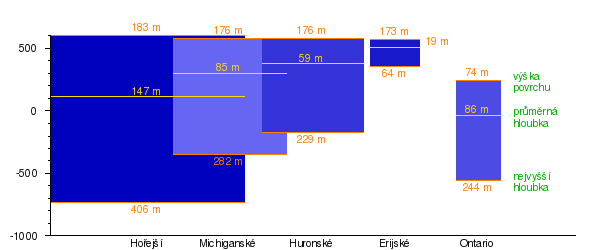 183 m
176 m
176 m
173 m
19 m
500
85 m
59 m
64 m
74 m
výška
povrchu
147 m
0
86 m
průměrná
hloubka
229 m
282 m
-500
406 m
244 m
nejvyšší
hloubka
-1000
Hořejší
Michiganské
Huronské
Erijské
Ontario